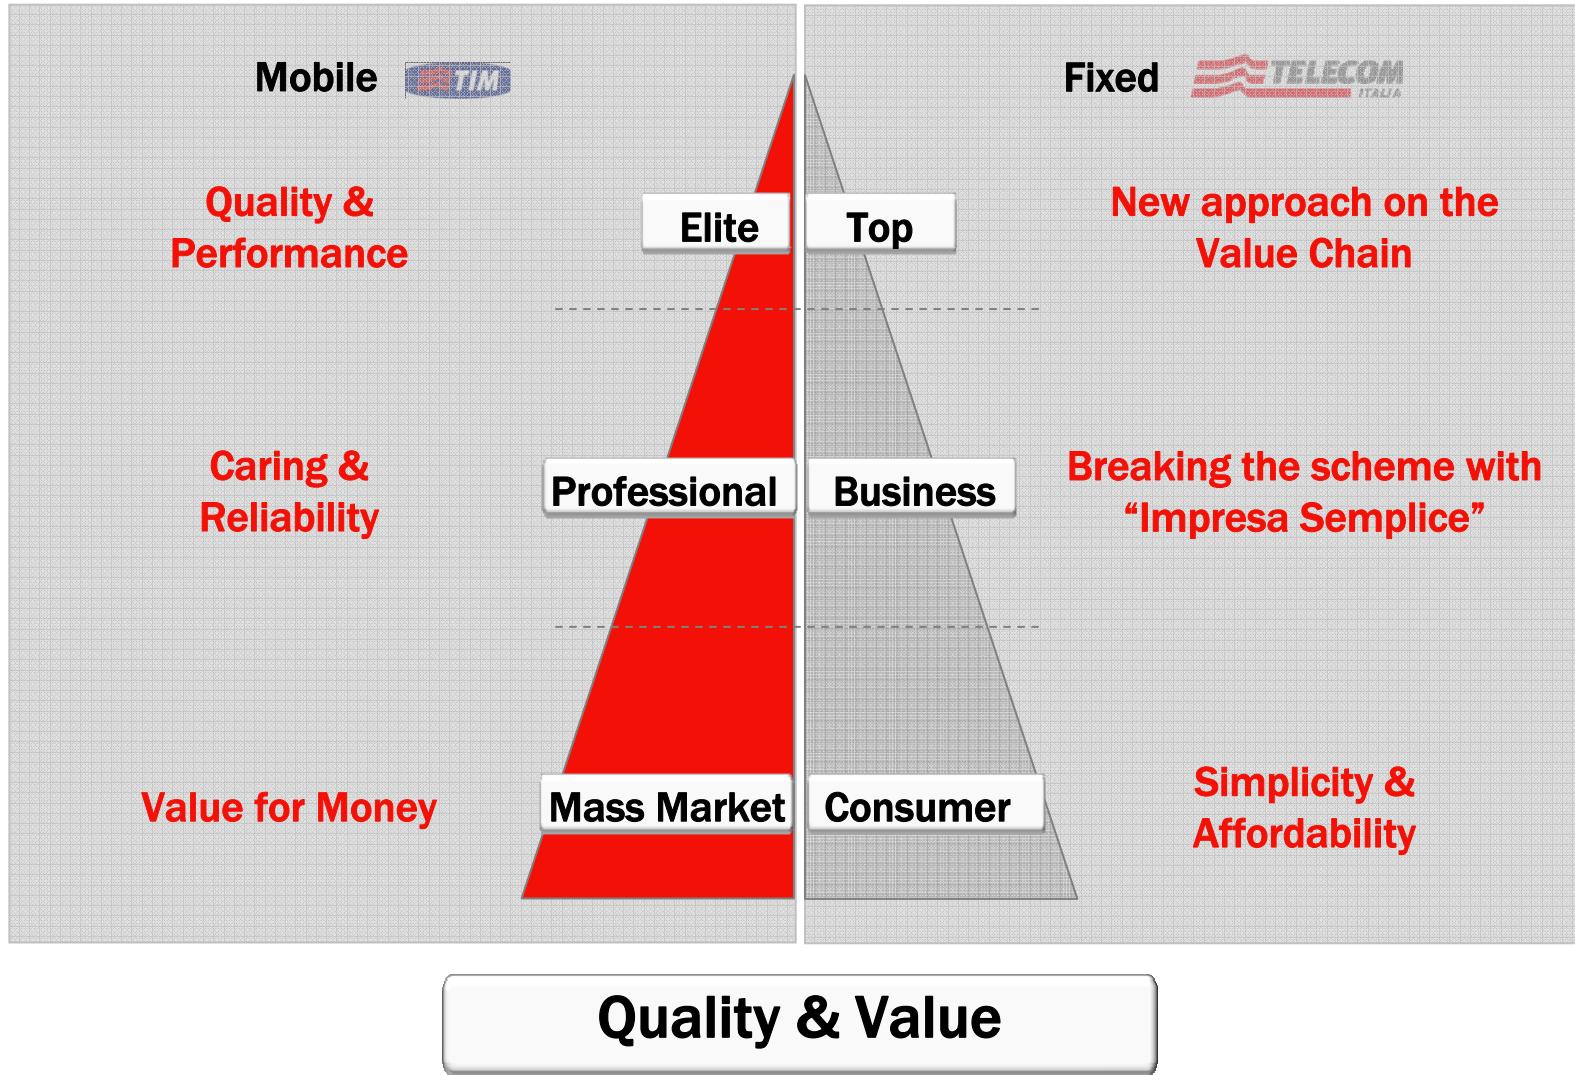 Mobile TIM
Fixed TELECOM
ITALIA
Quality &
Performance
Elite
Top
New approach on the
Value Chain
Caring &
Reliability
Professional
Business
Breaking the scheme with
“Impresa Semplice”
Value for Money
Mass Market
Consumer
Simplicity &
Affordability
Quality & Value